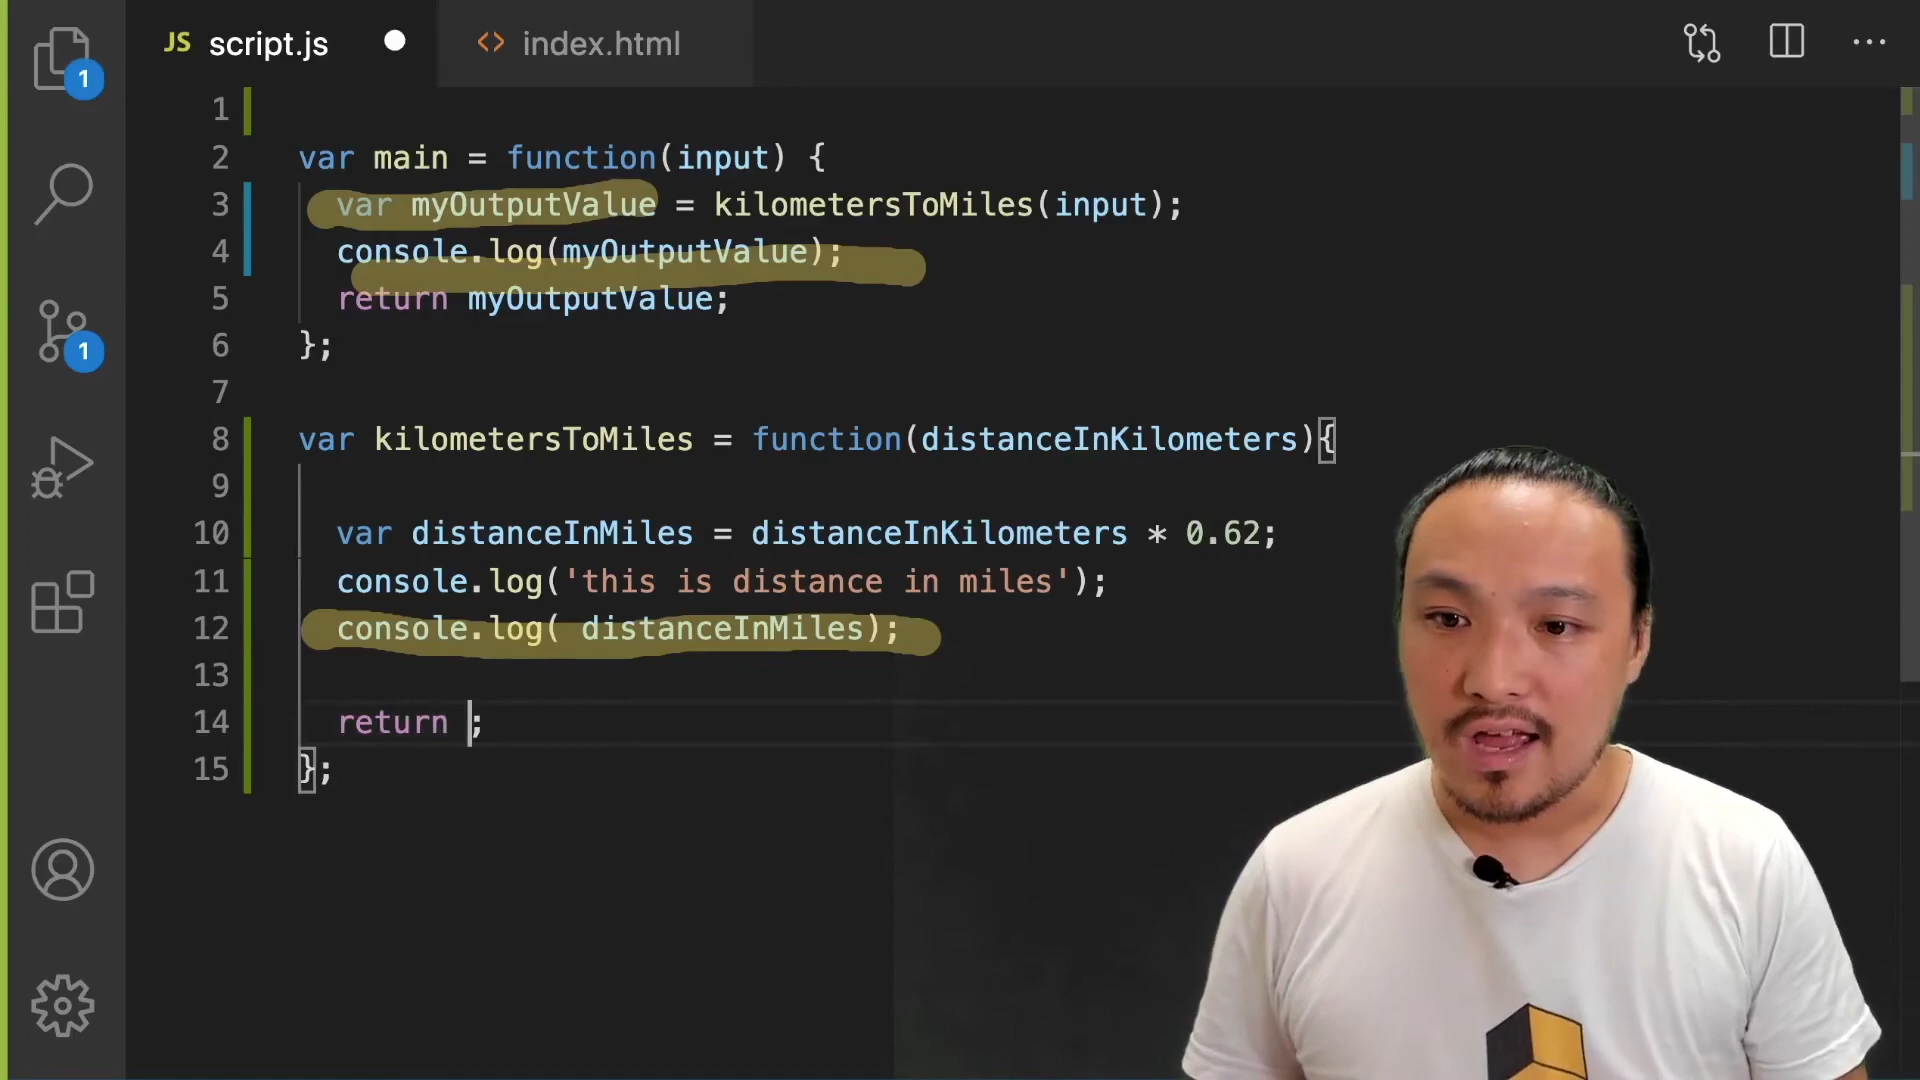 JS script.js
<> index.html
1
1
1
2 var main = function(input) {
3 var myOutputValue = kilometersToMiles(input);
4 console.log(myOutputValue);
5 return myOutputValue;
6 };
7
8 var kilometersToMiles = function(distanceInKilometers){
9
10 var distanceInMiles = distanceInKilometers * 0.62;
11 console.log('this is distance in miles');
12 console.log( distanceInMiles);
13
14 return ;
15 };